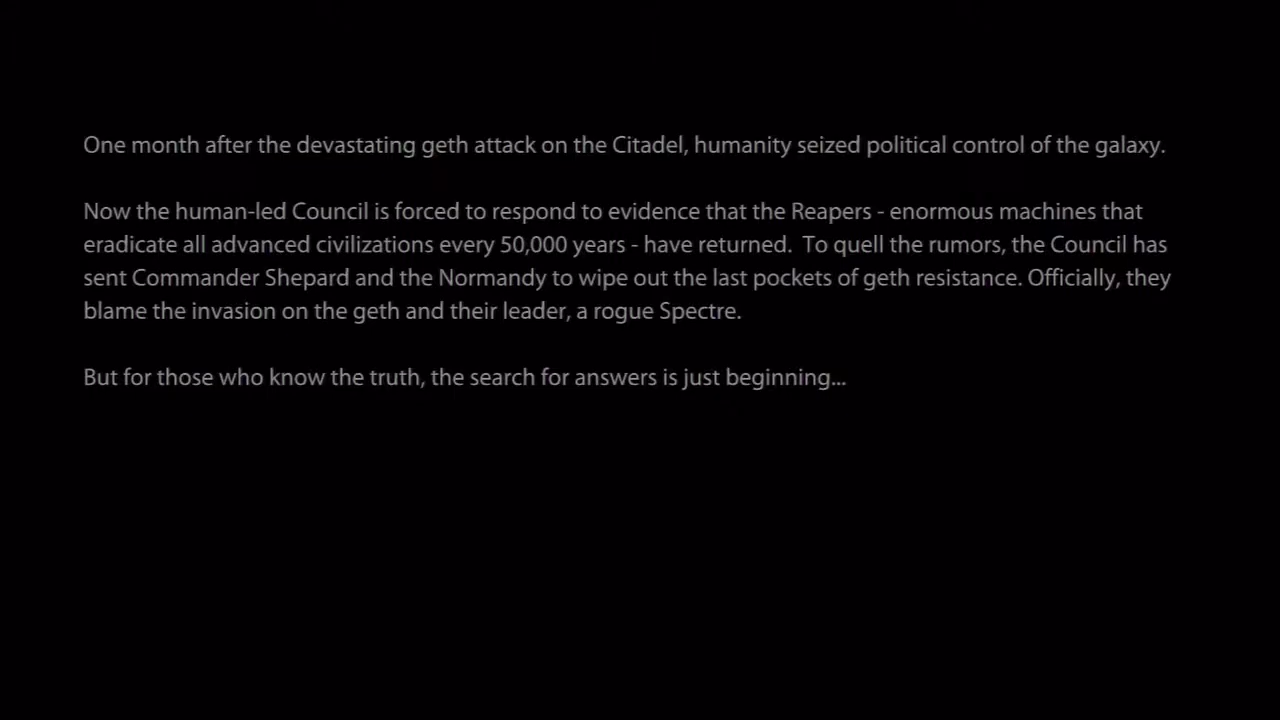 One month after the devastating geth attack on the Citadel, humanity seized political control of the galaxy.
Now the human-led Council is forced to respond to evidence that the Reapers - enormous machines that
eradicate all advanced civilizations every 50,000 years - have returned.  To quell the rumors, the Council has
sent Commander Shepard and the Normandy to wipe out the last pockets of geth resistance. Officially, they
blame the invasion on the geth and their leader, a rogue Spectre.
But for those who know the truth, the search for answers is just beginning...